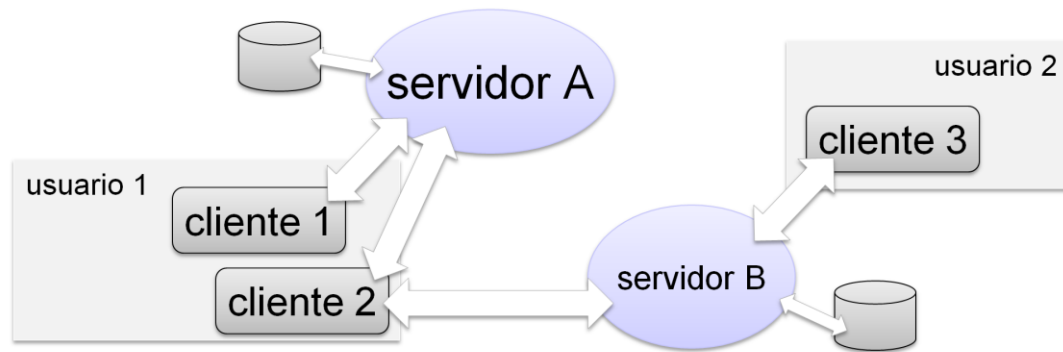 servidor A
usuario 2
cliente 3
usuario 1
cliente 1
cliente 2
servidor B